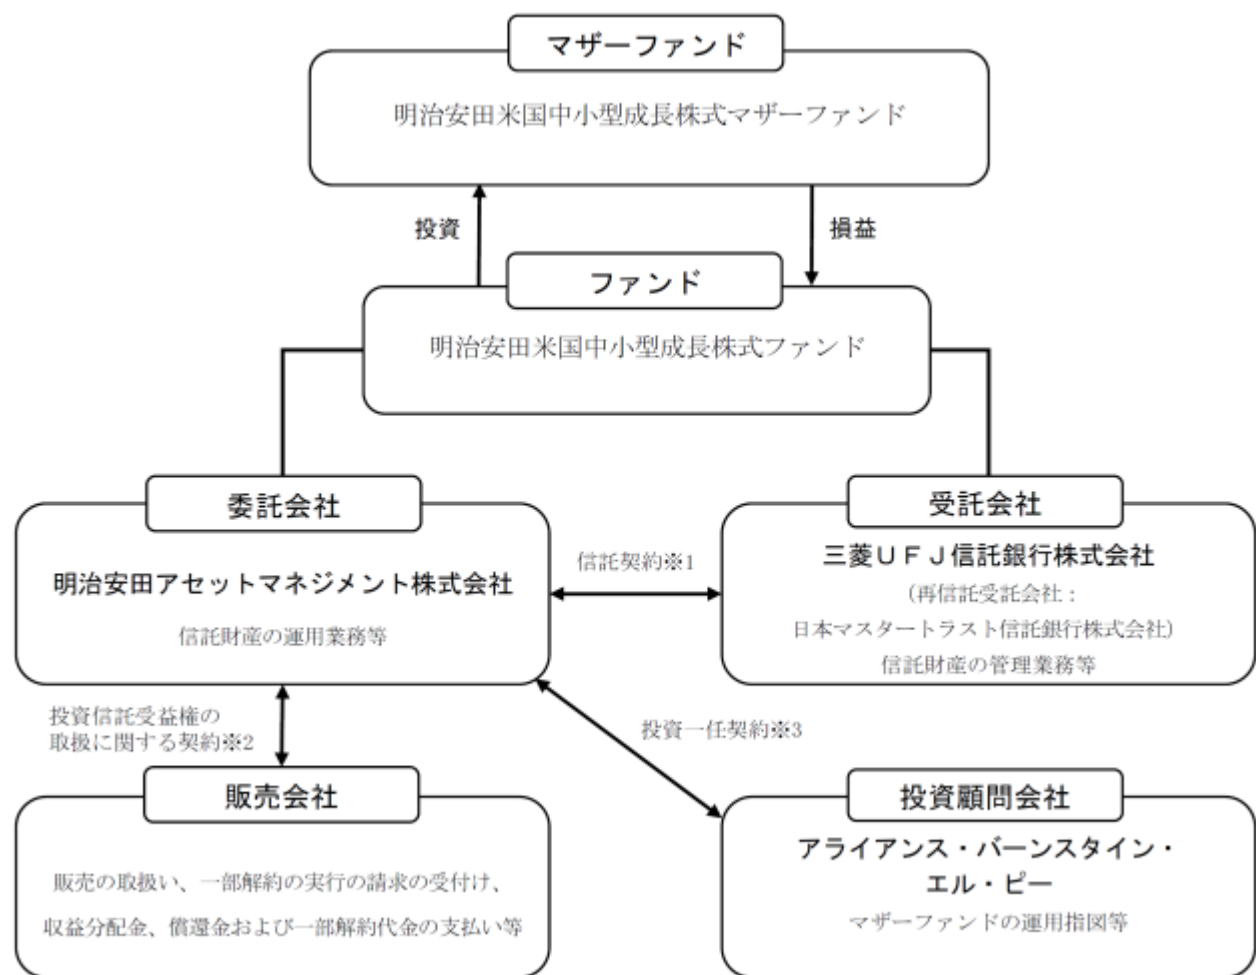 マザーファンド
明治安田米国中小型成長株式マザーファンド
投資
損益
ファンド
明治安田米国中小型成長株式ファンド
委託会社
明治安田アセットマネジメント株式会社
信託財産の運用業務等
信託契約※1
受託会社
三菱UFJ信託銀行株式会社
(再信託受託会社:
日本マスタートラスト信託銀行株式会社)
信託財産の管理業務等
投資信託受益権の
取扱に関する契約※2
投資一任契約※3
販売会社
販売の取扱い、一部解約の実行の請求の受付け、
収益分配金、償還金および一部解約代金の支払い等
投資顧問会社
アライアンス・バーンスタイン・
エル・ピー
マザーファンドの運用指図等